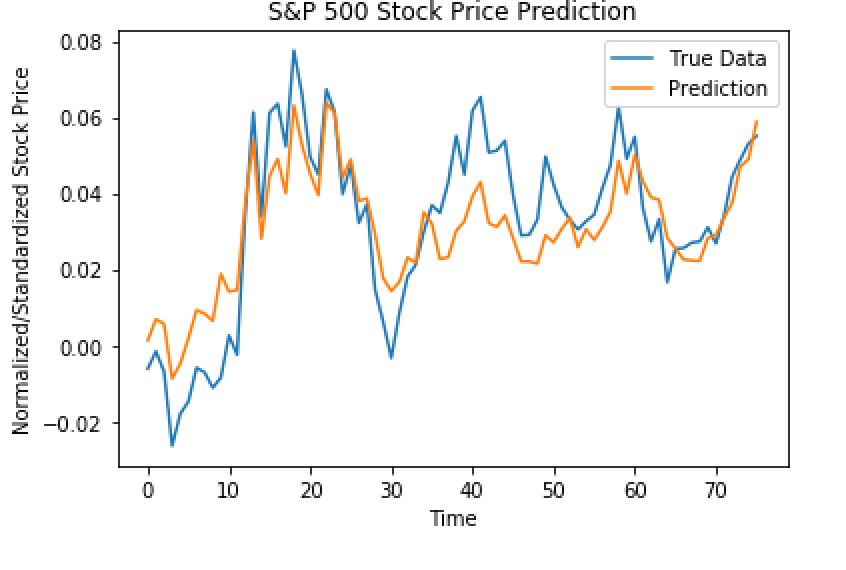 S&P 500 Stock Price Prediction
Normalized/Standardized Stock Price
0.08
0.06
0.04
0.02
0.00
−0.02
True Data
Prediction
0 10 20 30 40 50 60 70
Time